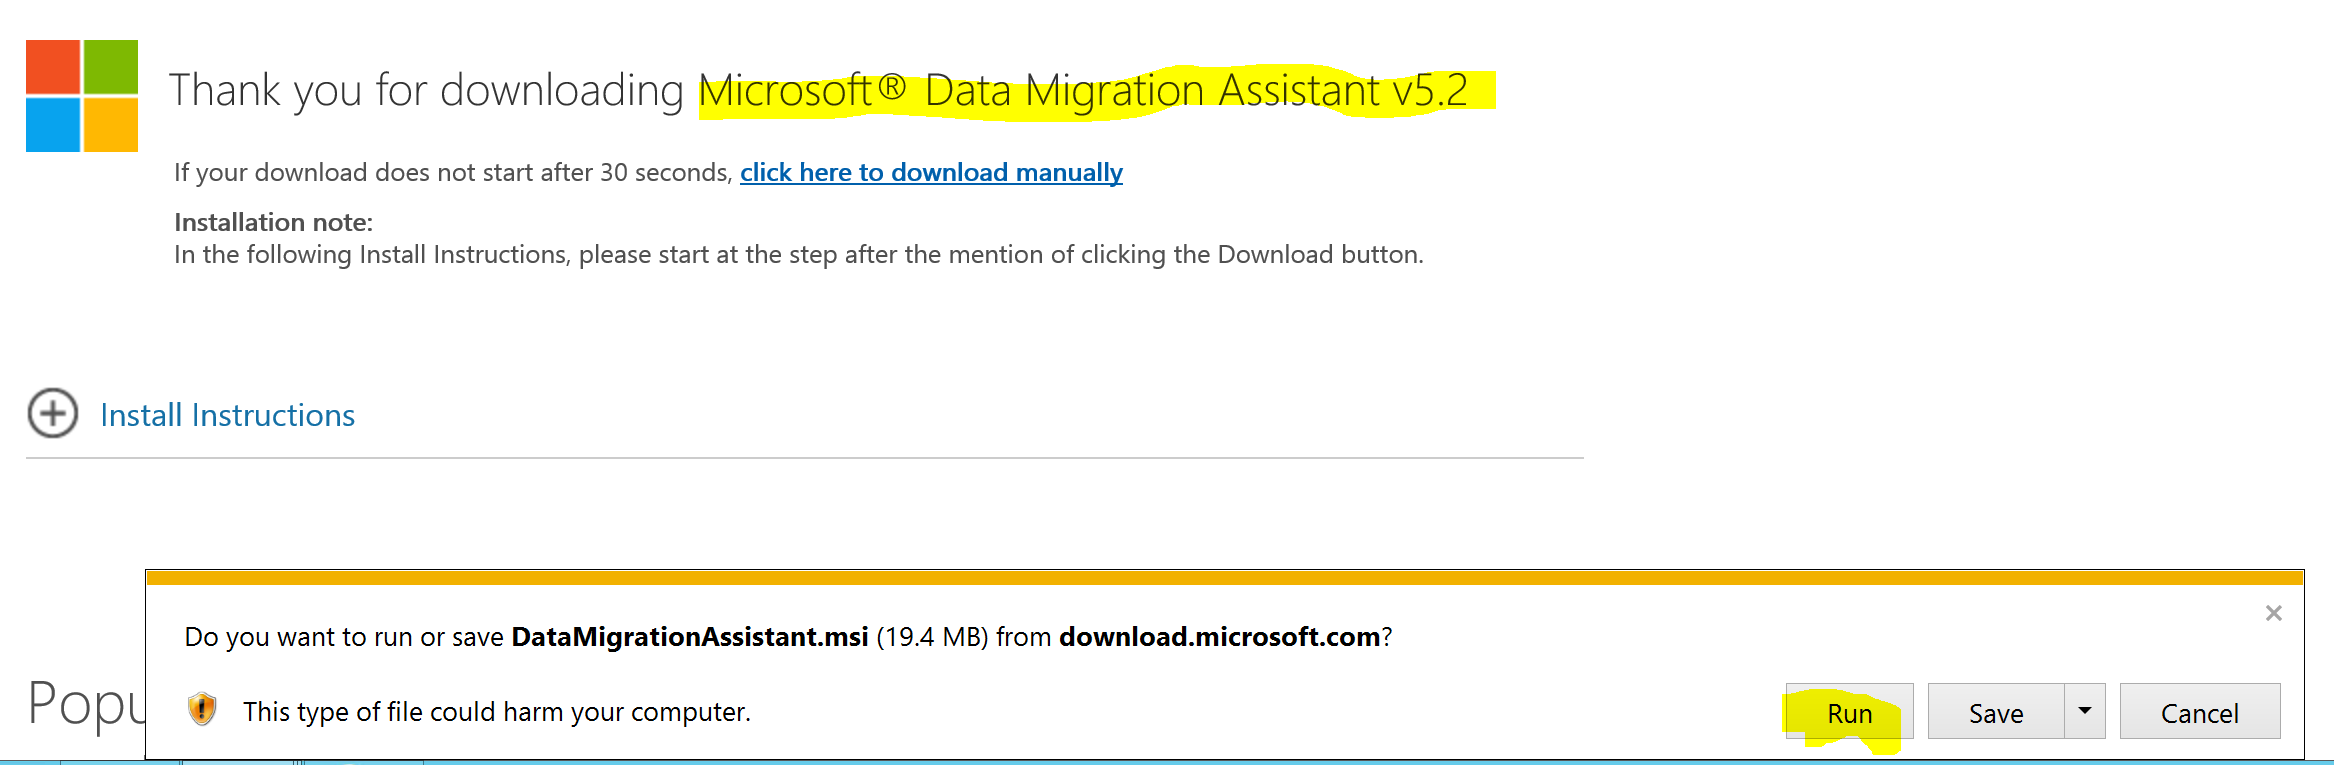 Thank you for downloading Microsoft® Data Migration Assistant v5.2
If your download does not start after 30 seconds, click here to download manually
Installation note:
In the following Install Instructions, please start at the step after the mention of clicking the Download button.
Install Instructions
Do you want to run or save DataMigrationAssistant.msi (19.4 MB) from download.microsoft.com?
Popu
This type of file could harm your computer.
Run
Save
Cancel